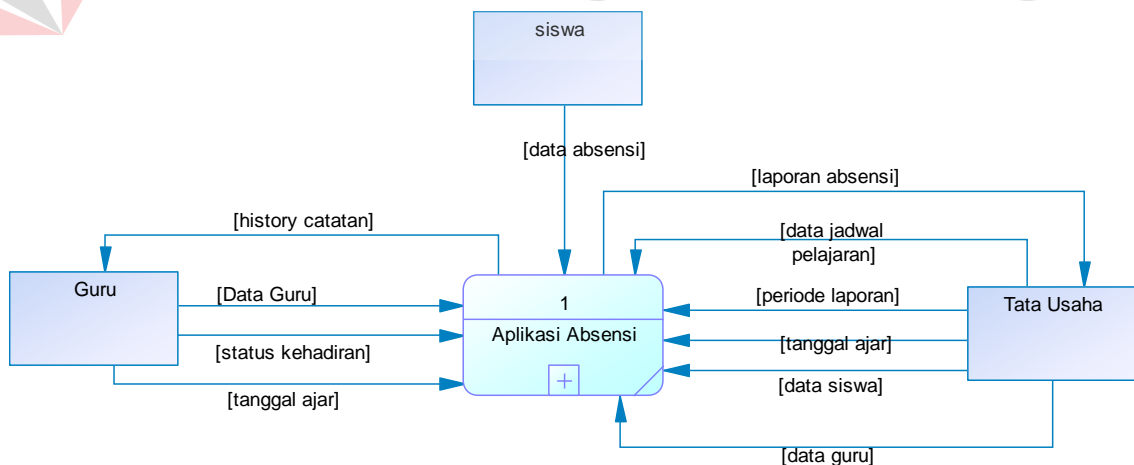 siswa
[data absensi]
[laporan absensi]
[history catatan]
[data jadwal
pelajaran]
Guru
[Data Guru]
1
[periode laporan]
Tata Usaha
Aplikasi Absensi
[status kehadiran]
[tanggal ajar]
[data siswa]
[tanggal ajar]
[data guru]